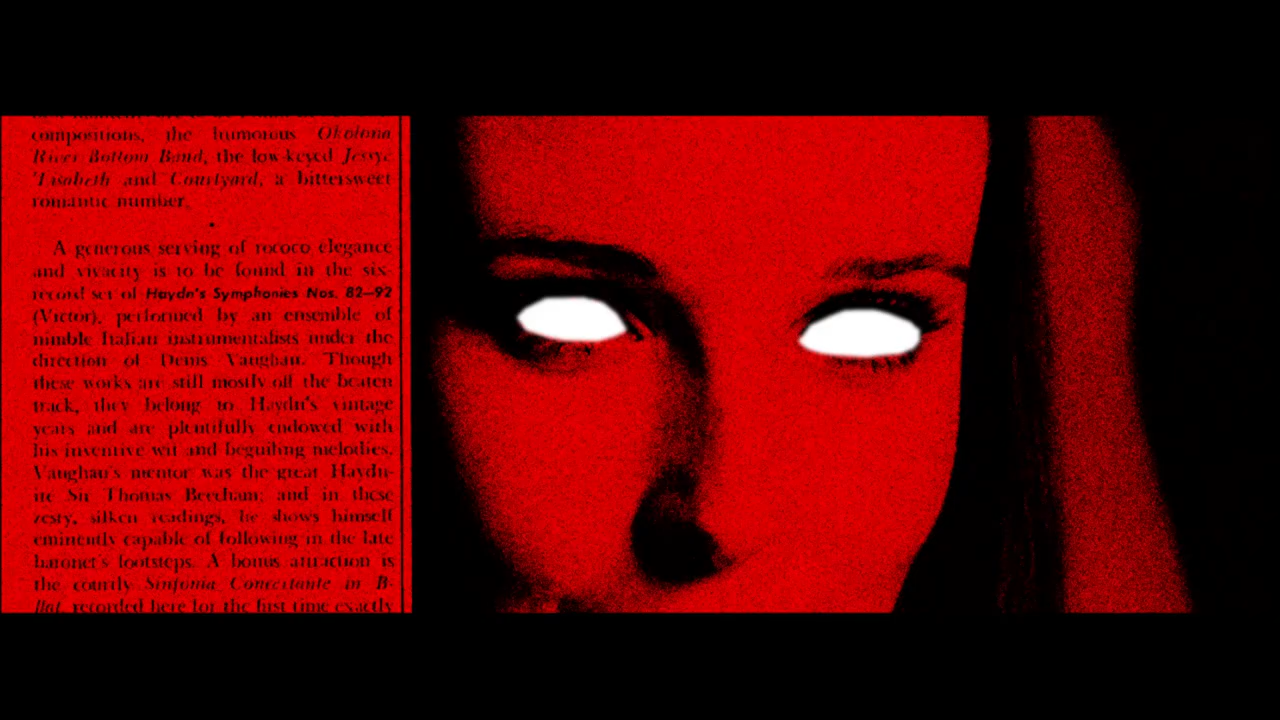 compositions, the humorous Okolona
River Bottom Band, the low-keyed Jessye
'Lisabeth and Courtyard, a bittersweet
romantic number.
A generous serving of rococo elegance
and vivacity is to be found in the six-
record set of Haydn's Symphonies Nos. 82–92
(Victor), performed by an ensemble of
nimble Italian instrumentalists under the
direction of Denis Vaughan. Though
these works are still mostly off the beaten
track, they belong to Haydn's vintage
years and are plentifully endowed with
his inventive wit and beguiling melodies.
Vaughan's mentor was the great Haydn-
ite Sir Thomas Beecham; and in these
zesty, silken readings, he shows himself
eminently capable of following in the late
baronet's footsteps. A bonus attraction is
the courtly Sinfonia Concertante in B-
flat, recorded here for the first time exactly